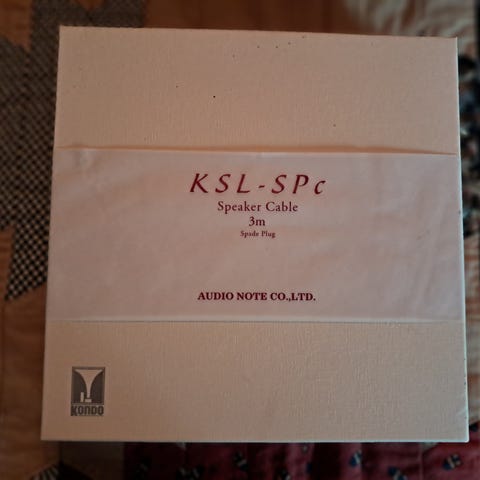 KSL-SPc
Speaker Cable
3m
Spade Plug
AUDIO NOTE CO.,LTD.
KONDO